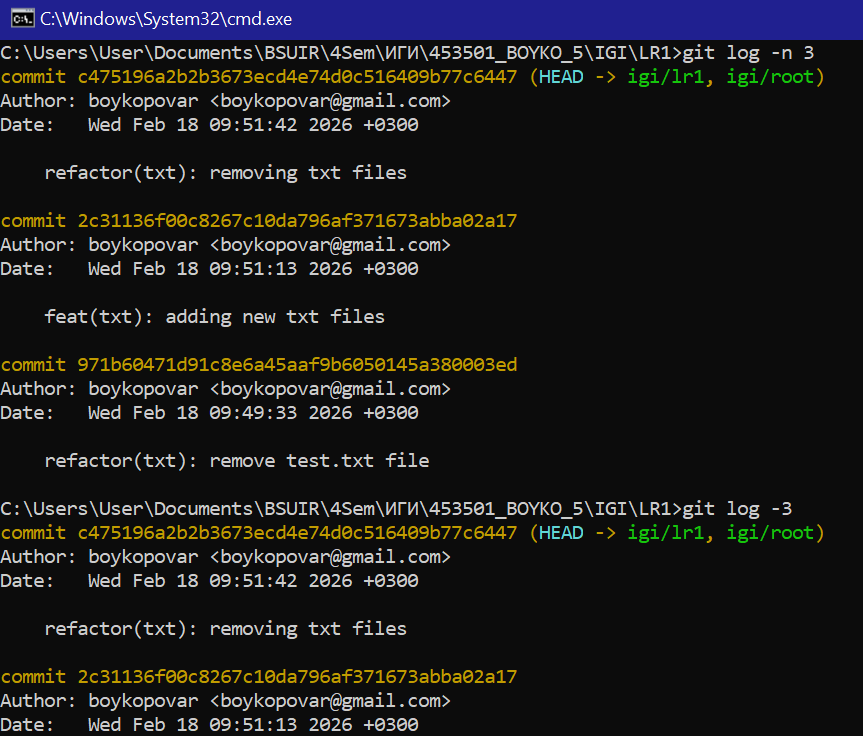 C:\Windows\System32\cmd.exe
C:\Users\User\Documents\BSUIR\4Sem\ИГИ\453501_BOYKO_5\IGI\LR1>git log -n 3
commit c475196a2b2b3673ecd4e74d0c516409b77c6447 (HEAD -> igi/lr1, igi/root)
Author: boykopovar <boykopovar@gmail.com>
Date:   Wed Feb 18 09:51:42 2026 +0300
    refactor(txt): removing txt files
commit 2c31136f00c8267c10da796af371673abba02a17
Author: boykopovar <boykopovar@gmail.com>
Date:   Wed Feb 18 09:51:13 2026 +0300
    feat(txt): adding new txt files
commit 971b60471d91c8e6a45aaf9b6050145a380003ed
Author: boykopovar <boykopovar@gmail.com>
Date:   Wed Feb 18 09:49:33 2026 +0300
    refactor(txt): remove test.txt file
C:\Users\User\Documents\BSUIR\4Sem\ИГИ\453501_BOYKO_5\IGI\LR1>git log -3
commit c475196a2b2b3673ecd4e74d0c516409b77c6447 (HEAD -> igi/lr1, igi/root)
Author: boykopovar <boykopovar@gmail.com>
Date:   Wed Feb 18 09:51:42 2026 +0300
    refactor(txt): removing txt files
commit 2c31136f00c8267c10da796af371673abba02a17
Author: boykopovar <boykopovar@gmail.com>
Date:   Wed Feb 18 09:51:13 2026 +0300